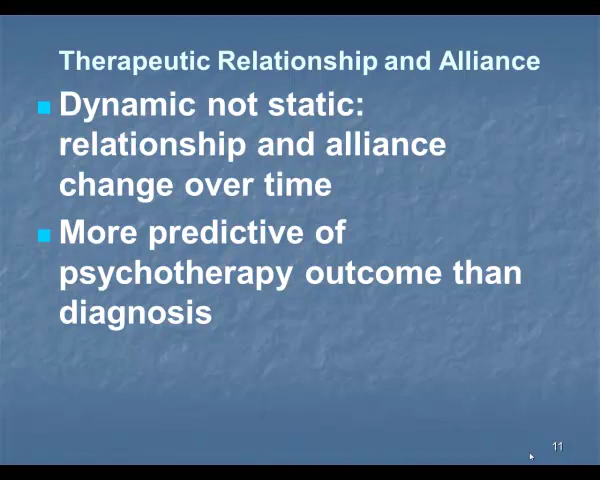 Therapeutic Relationship and Alliance
Dynamic not static:
relationship and alliance
change over time
More predictive of
psychotherapy outcome than
diagnosis
11